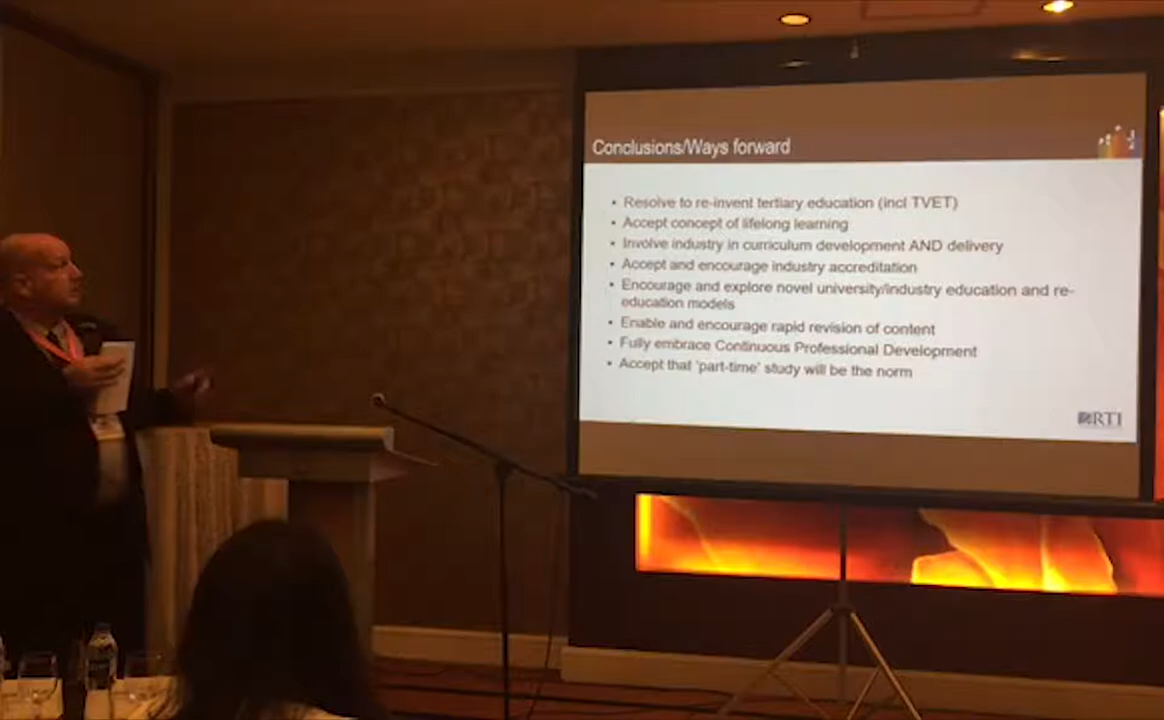 Conclusions/Ways forward
• Resolve to re-invent tertiary education (incl TVET)
• Accept concept of lifelong learning
• Involve industry in curriculum development AND delivery
• Accept and encourage industry accreditation
• Encourage and explore novel university/industry education and re-
education models
• Enable and encourage rapid revision of content
• Fully embrace Continuous Professional Development
• Accept that 'part-time' study will be the norm
RTI